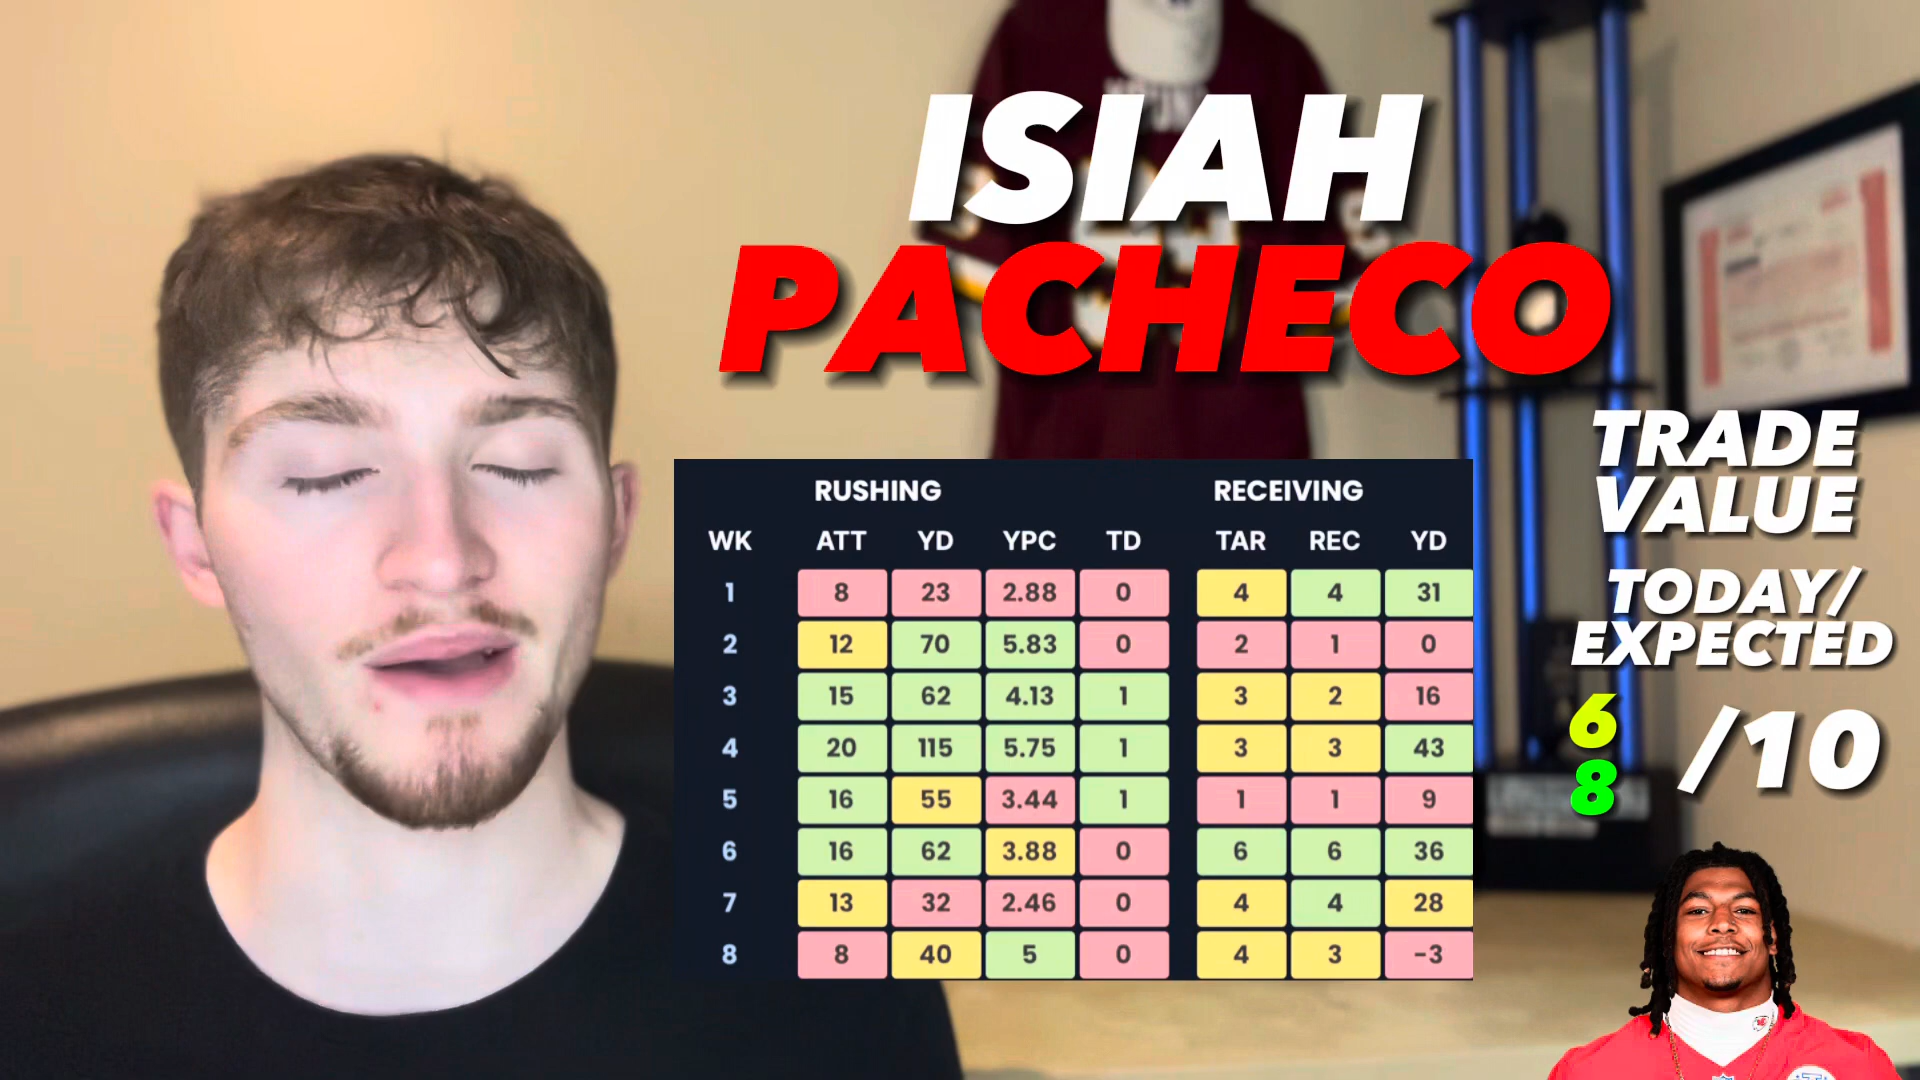 ISIAH
PACHECO
TRADE
VALUE
TODAY/
EXPECTED
6
8
/10
RUSHING RECEIVING
WK ATT YD YPC TD TAR REC YD
1 8 23 2.88 0 4 4 31
2 12 70 5.83 0 2 1 0
3 15 62 4.13 1 3 2 16
4 20 115 5.75 1 3 3 43
5 16 55 3.44 1 1 1 9
6 16 62 3.88 0 6 6 36
7 13 32 2.46 0 4 4 28
8 8 40 5 0 4 3 -3